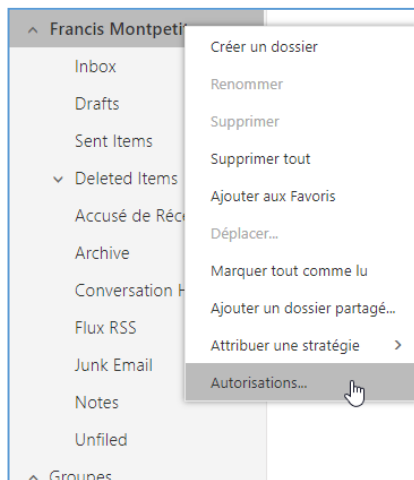 Francis Montpeti
Inbox
Drafts
Sent Items
Deleted Items
Accusé de Réc
Archive
Conversation H
Flux RSS
Junk Email
Notes
Unfiled
Groupes
Créer un dossier
Renommer
Supprimer
Supprimer tout
Ajouter aux Favoris
Déplacer...
Marquer tout comme lu
Ajouter un dossier partagé...
Attribuer une stratégie
Autorisations...